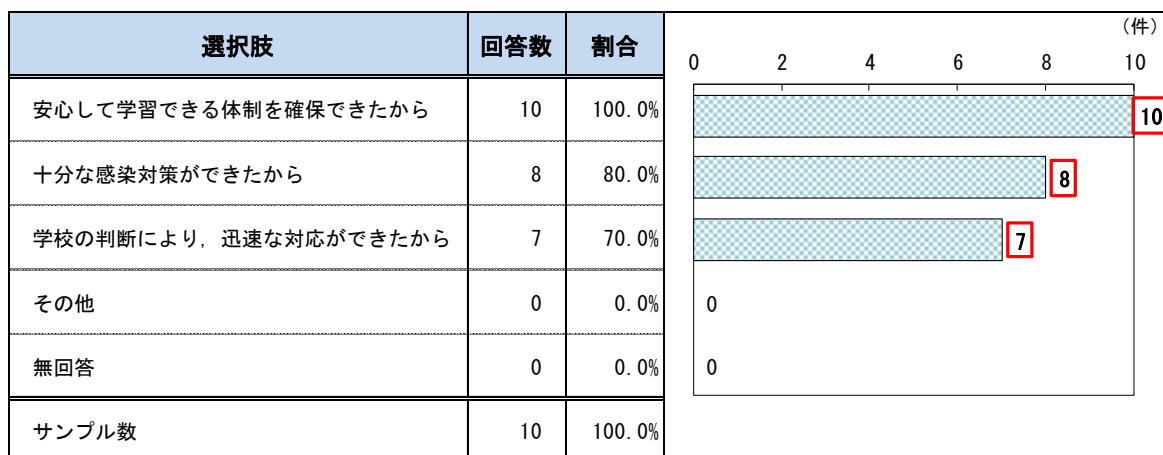 選択肢 回答数 割合
(件)
0 2 4 6 8 10
安心して学習できる体制を確保できたから 10 100.0% 10
十分な感染対策ができたから 8 80.0% 8
学校の判断により，迅速な対応ができたから 7 70.0% 7
その他 0 0.0% 0
無回答 0 0.0% 0
サンプル数 10 100.0%